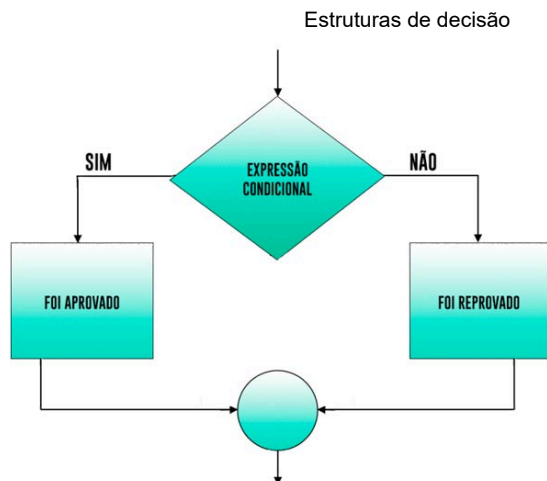 Estruturas de decisão
SIM
EXPRESSÃO
CONDICIONAL
NÃO
FOI APROVADO
FOI REPROVADO